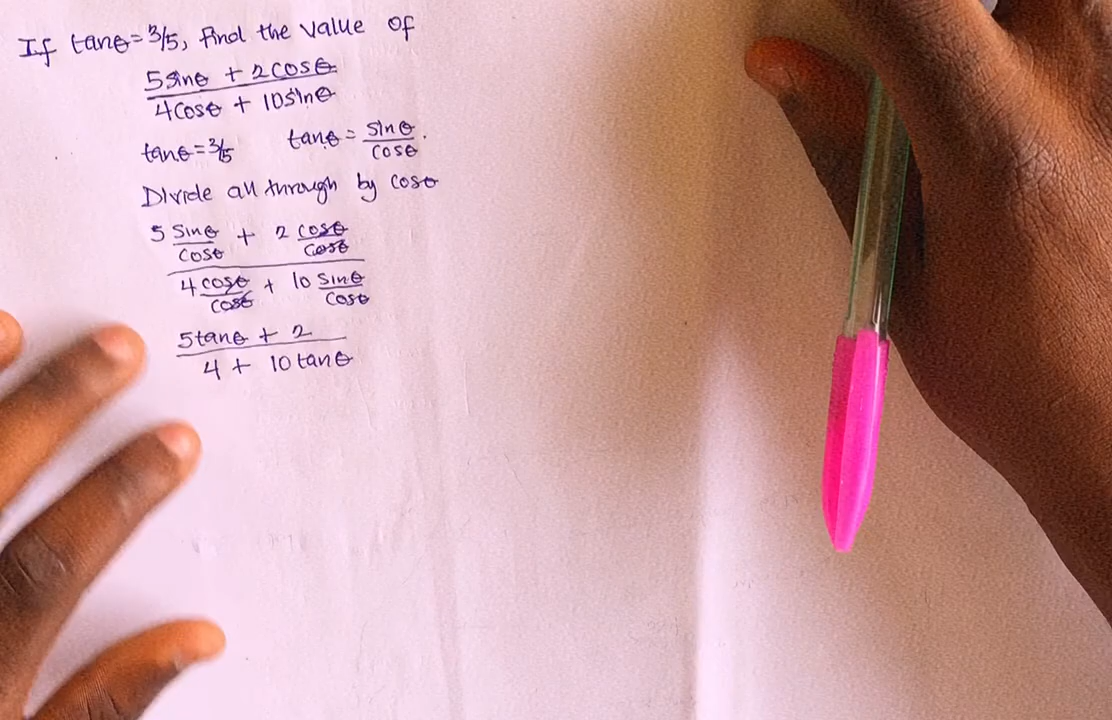 If tanθ = 3/5, find the value of
5sinθ + 2cosθ
4cosθ + 10sinθ
tanθ = 3/5 tanθ = sinθ/cosθ.
Divide all through by cosθ
5 sinθ/cosθ + 2 cosθ/cosθ
4 cosθ/cosθ + 10 sinθ/cosθ
5tanθ + 2
4 + 10tanθ